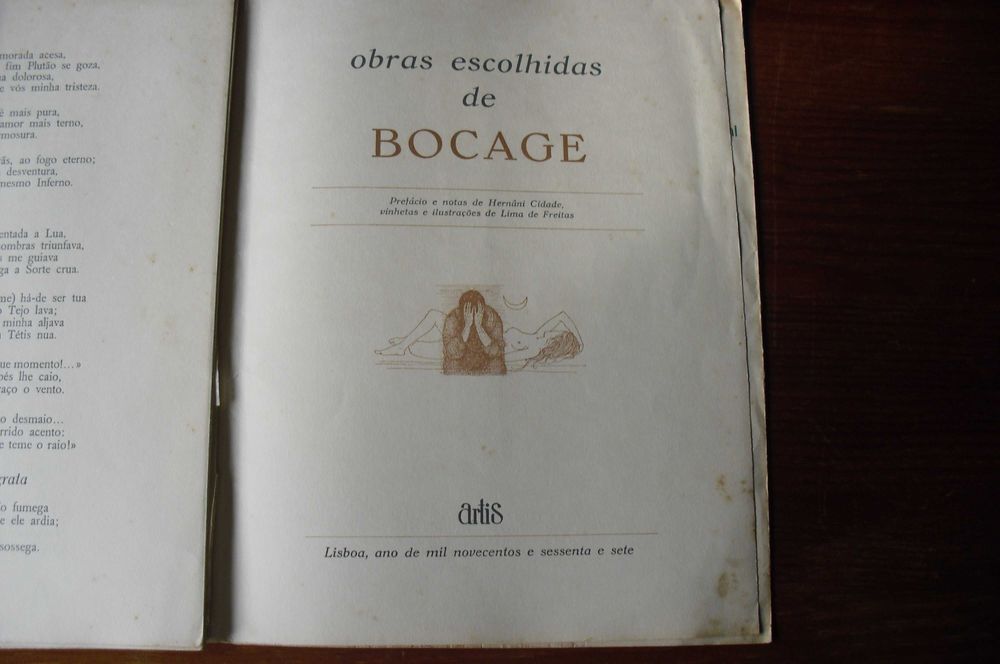 morada acesa,
fim Plutão se goza,
dolorosa,
e vós minha tristeza.
mais pura,
amor mais terno,
mosura.
ao fogo eterno;
desventura,
mesmo Inferno.
entada a Lua,
ombras triunfava,
me guiava
ga a Sorte crua.
me) há-de ser tua
Tejo lava;
minha aljava
Tétis nua.
ue momento!...»
pés lhe caio,
aço o vento.
o desmaio...
rrido acento:
e teme o raio!»
grata
fumega
e ele ardia;
sossega.
obras escolhidas
de
BOCAGE
Prefácio e notas de Hernâni Cidade,
vinhetas e ilustrações de Lima de Freitas
artis
Lisboa, ano de mil novecentos e sessenta e sete